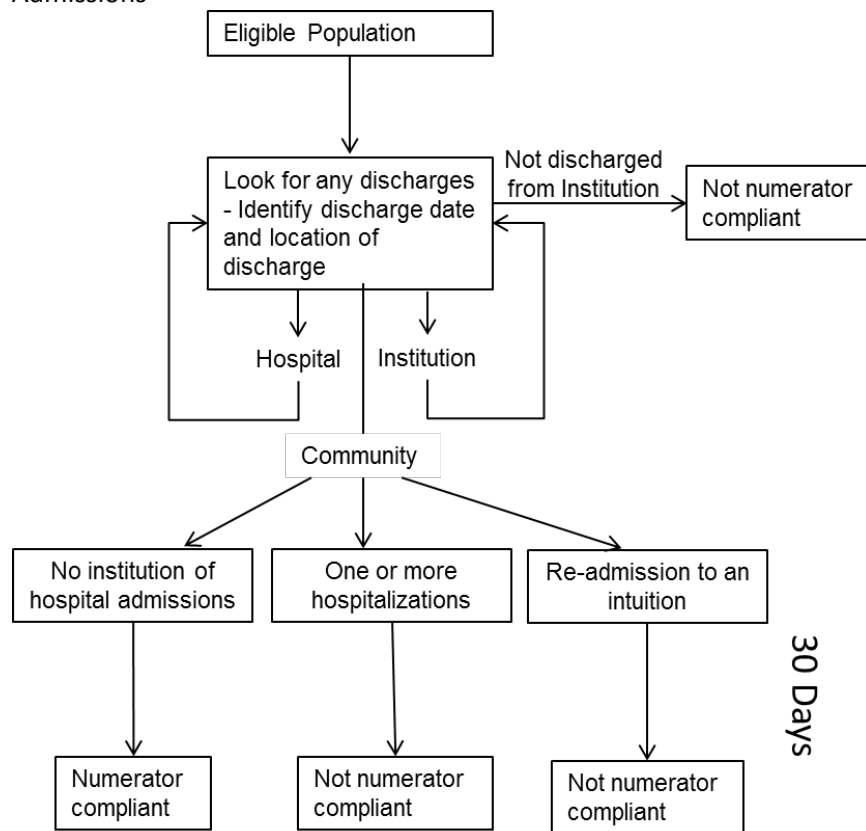 Admissions
Eligible Population
Look for any discharges
- Identify discharge date
and location of
discharge
Not discharged
from Institution
Not numerator
compliant
Hospital
Institution
Community
No institution of
hospital admissions
One or more
hospitalizations
Re-admission to an
intuition
30 Days
Numerator
compliant
Not numerator
compliant
Not numerator
compliant